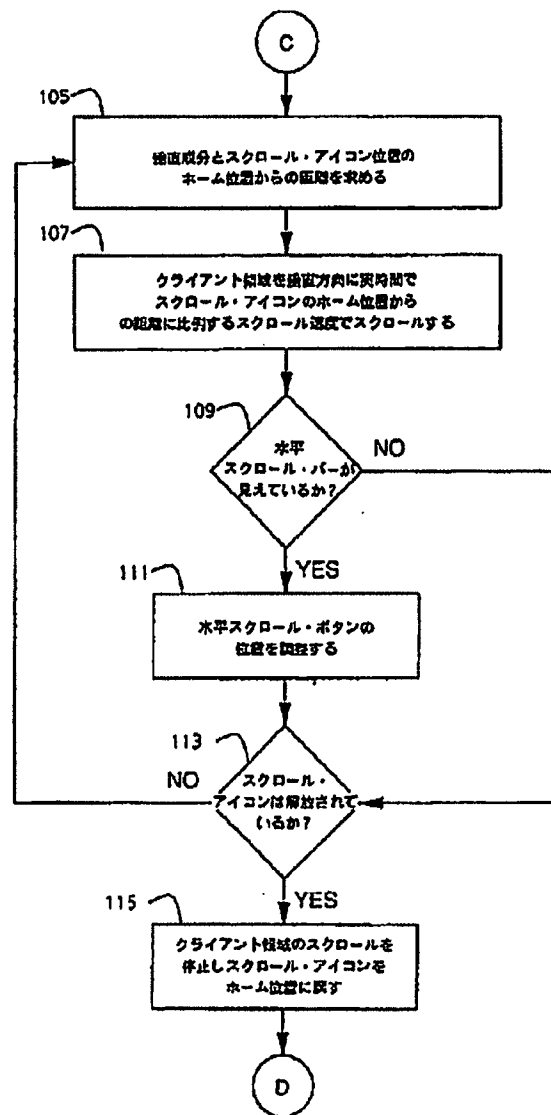 C
105
垂直成分とスクロール・アイコン位置の
ホーム位置からの距離を求める
107
クライアント領域を垂直方向に実時間で
スクロール・アイコンのホーム位置から
の距離に比例するスクロール速度でスクロールする
109
水平
スクロール・バーが
見えているか?
NO
YES
111
水平スクロール・ボタンの
位置を調整する
113
NO
スクロール・
アイコンは解放されて
いるか?
YES
115
クライアント領域のスクロールを
停止しスクロール・アイコンを
ホーム位置に戻す
D